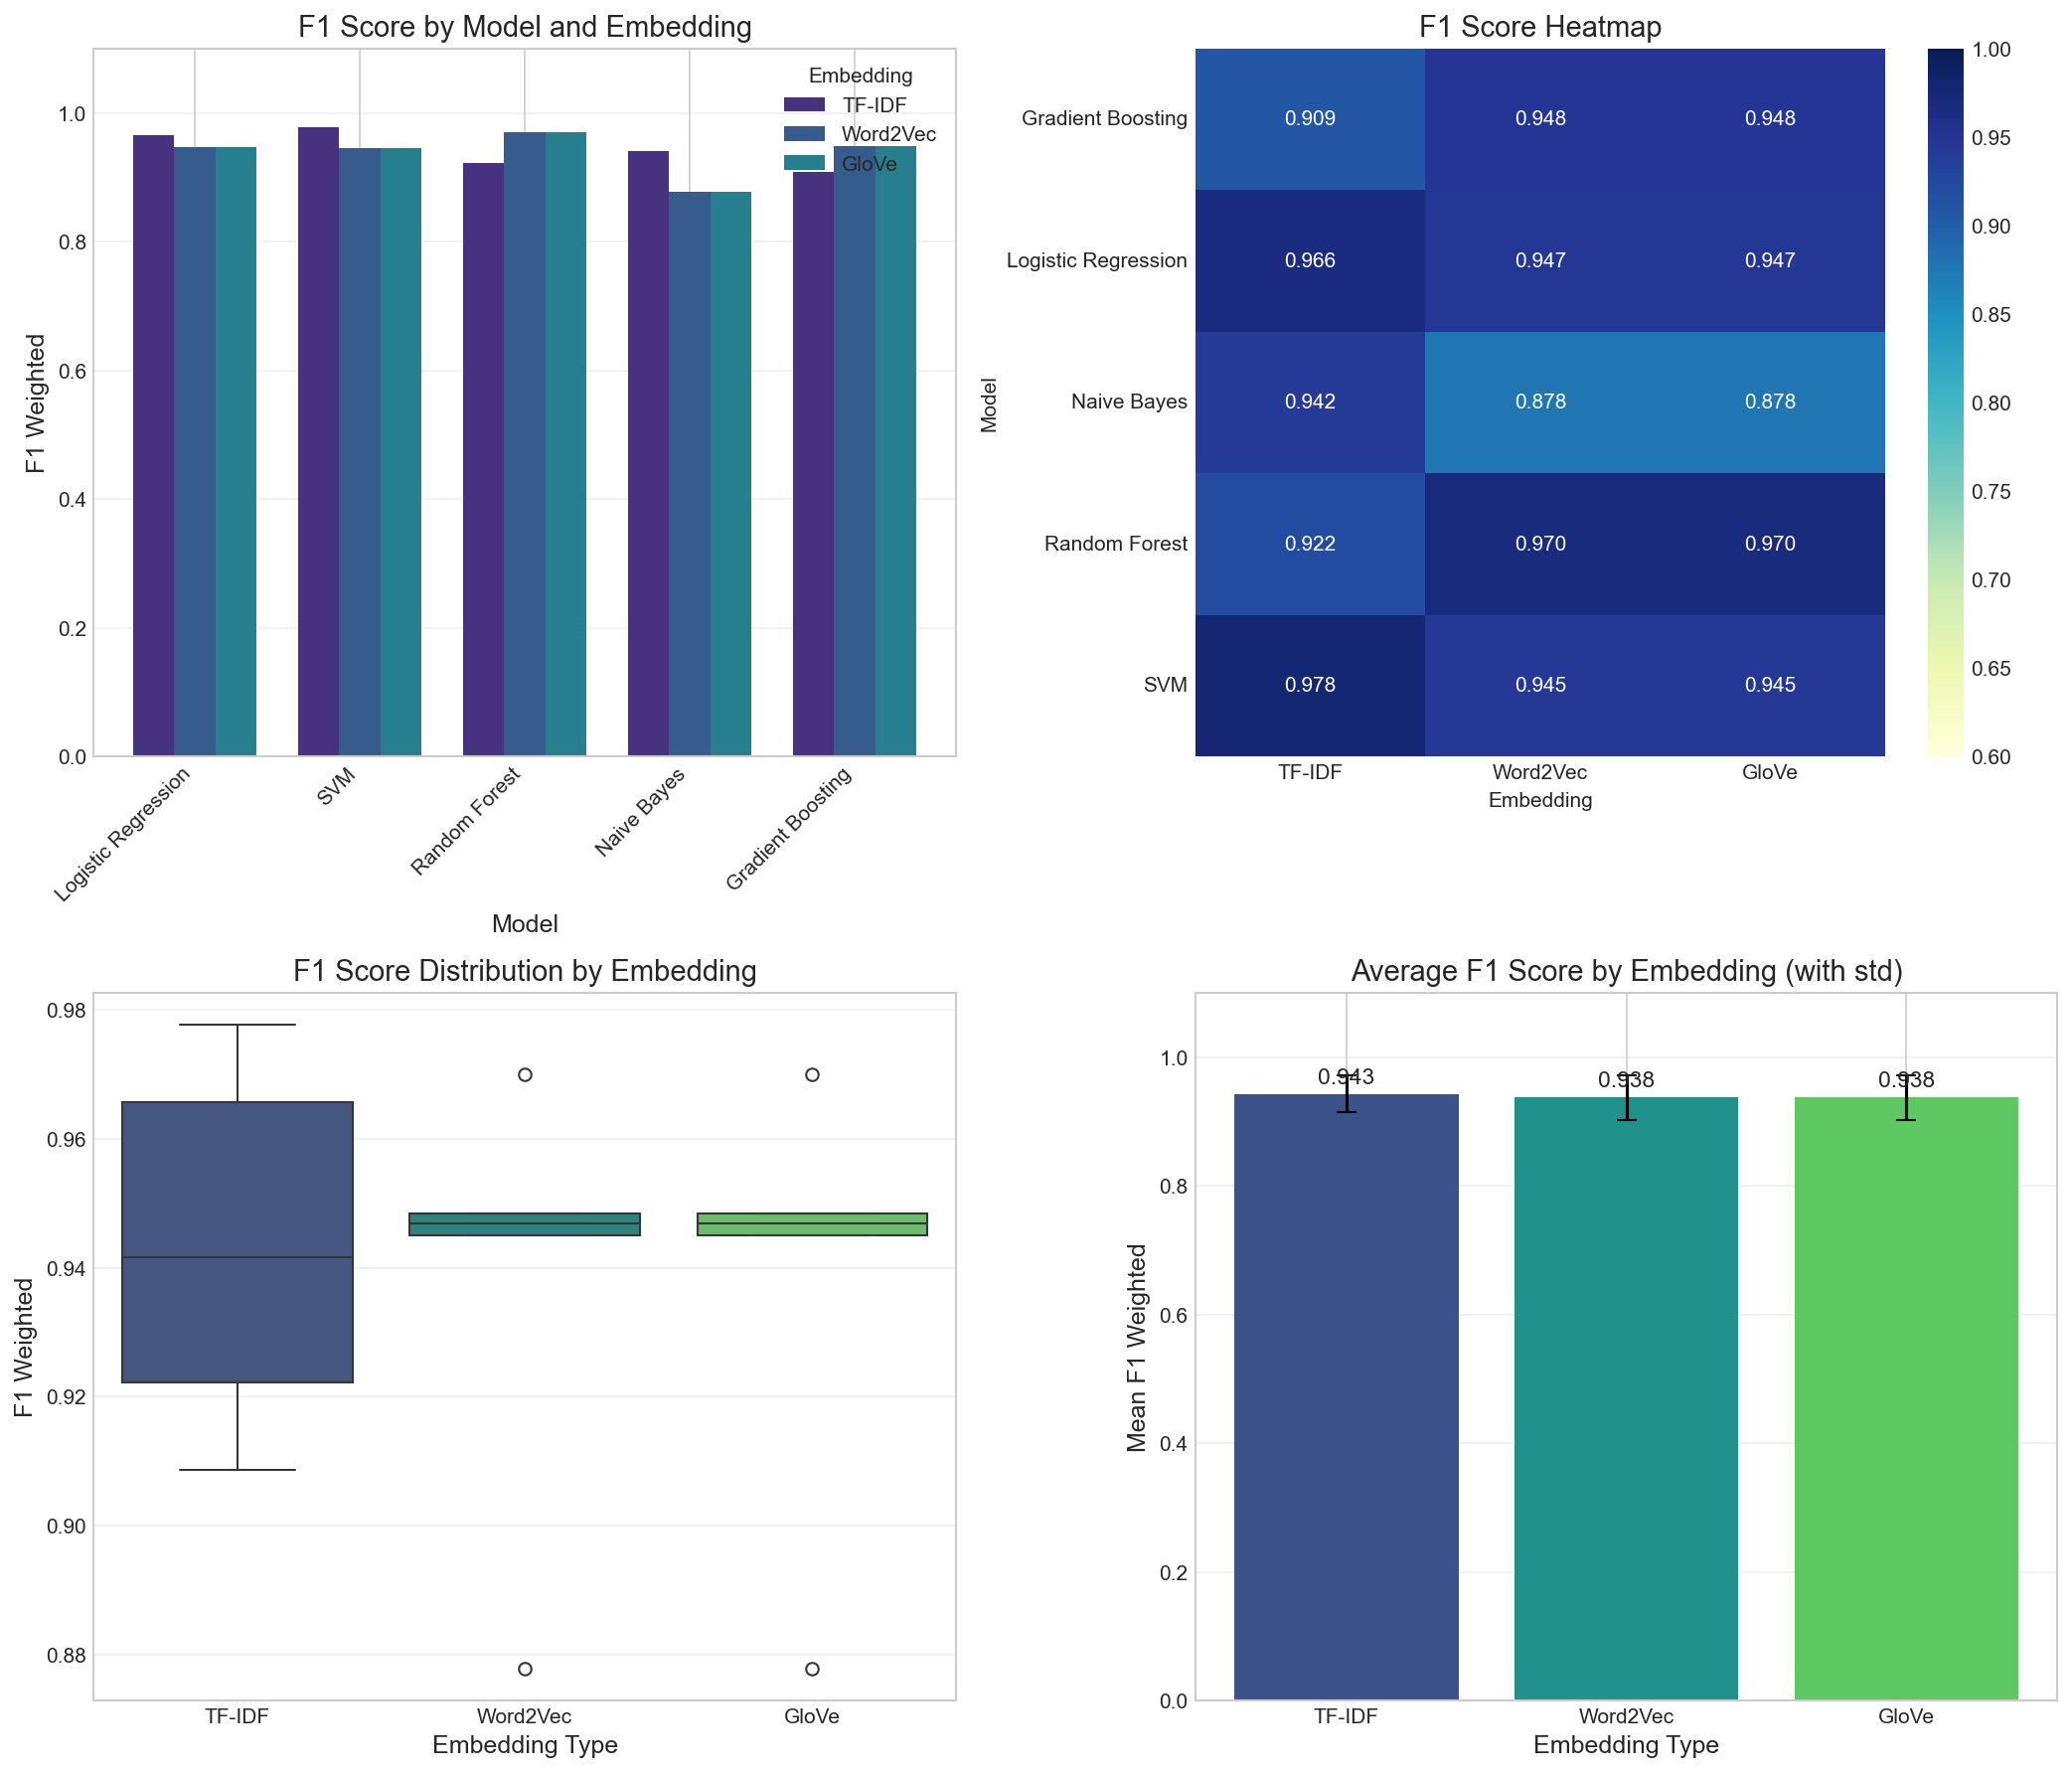 F1 Score by Model and Embedding
F1 Weighted
1.0
0.8
0.6
0.4
0.2
0.0
Embedding
TF-IDF
Word2Vec
GloVe
Logistic Regression
SVM
Random Forest
Naive Bayes
Gradient Boosting
Model
F1 Score Heatmap
Model
Gradient Boosting 0.909 0.948 0.948
Logistic Regression 0.966 0.947 0.947
Naive Bayes 0.942 0.878 0.878
Random Forest 0.922 0.970 0.970
SVM 0.978 0.945 0.945
TF-IDF Word2Vec GloVe
Embedding
1.00
0.95
0.90
0.85
0.80
0.75
0.70
0.65
0.60
F1 Score Distribution by Embedding
F1 Weighted
0.98
0.96
0.94
0.92
0.90
0.88
TF-IDF Word2Vec GloVe
Embedding Type
Average F1 Score by Embedding (with std)
Mean F1 Weighted
1.0
0.8
0.6
0.4
0.2
0.0
0.943 0.938 0.938
TF-IDF Word2Vec GloVe
Embedding Type